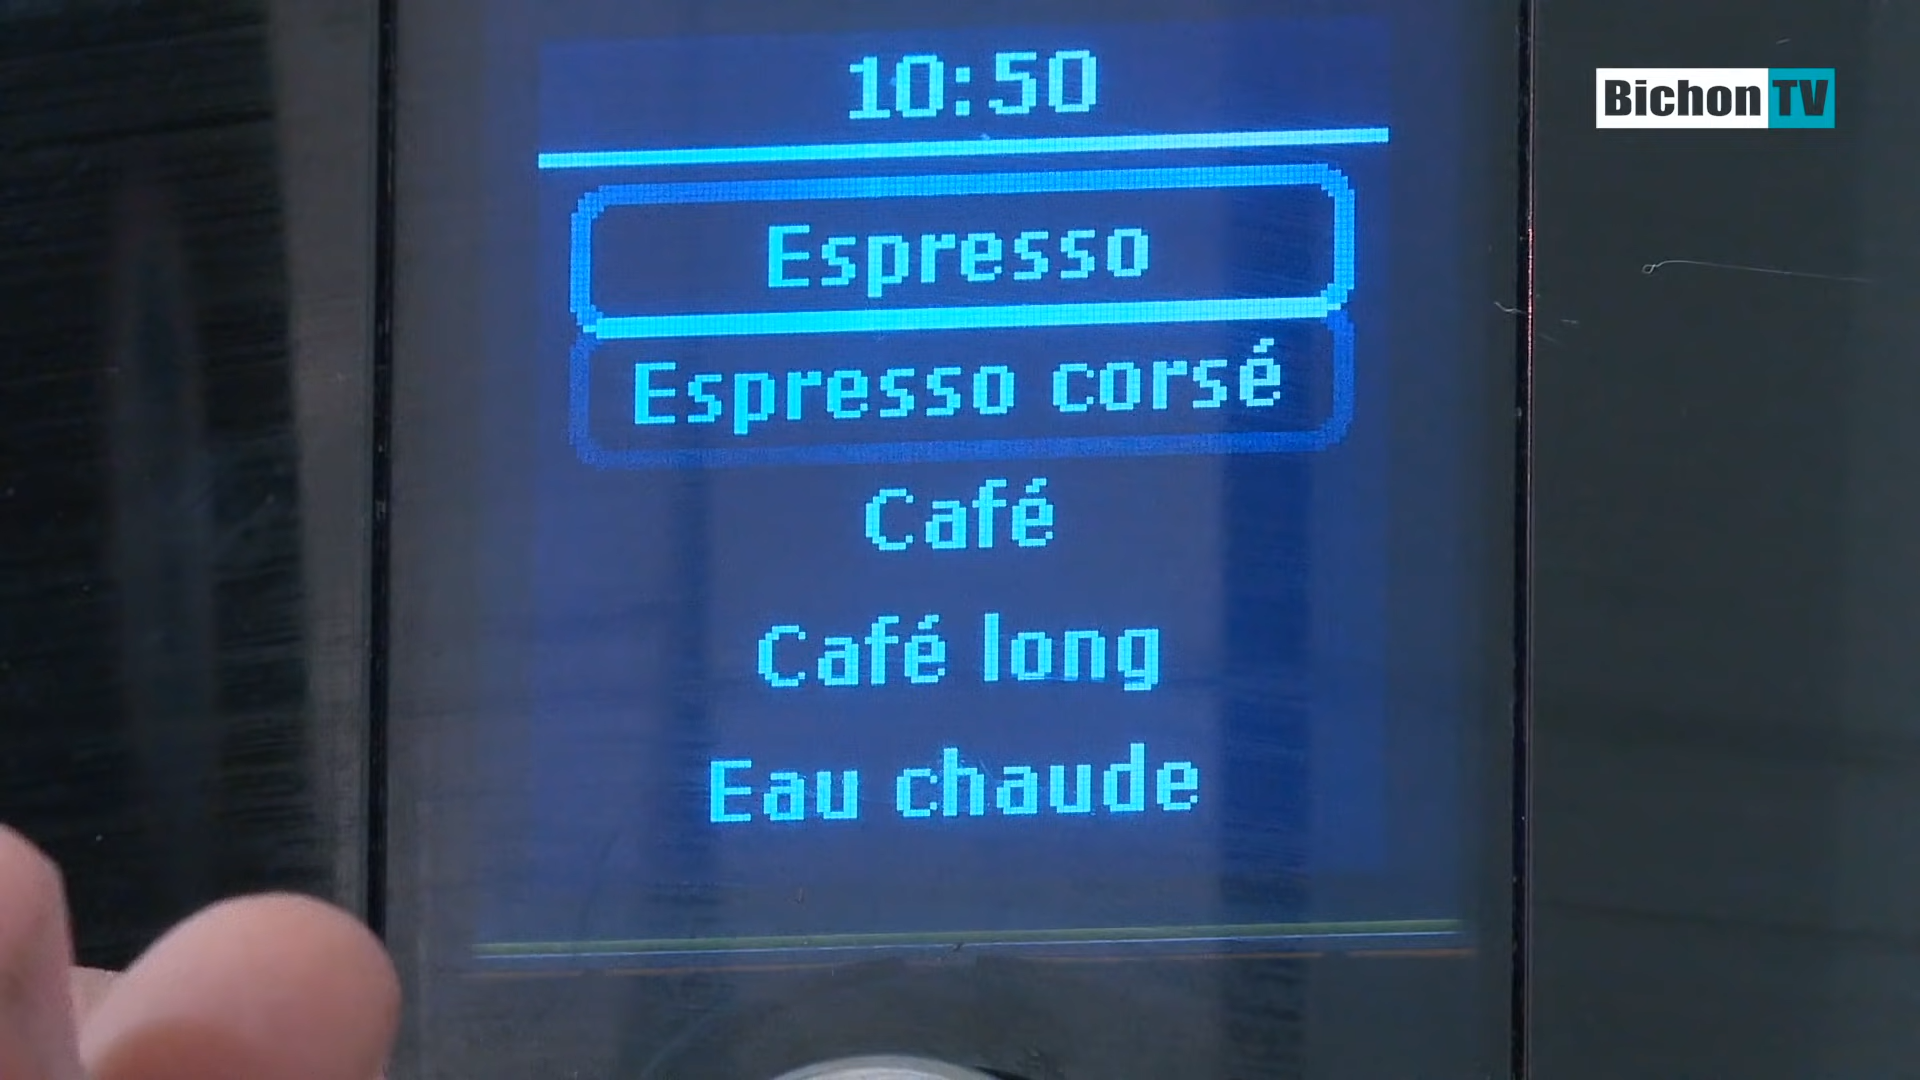 10:50
Bichon TV
Espresso
Espresso corsé
Café
Café long
Eau chaude